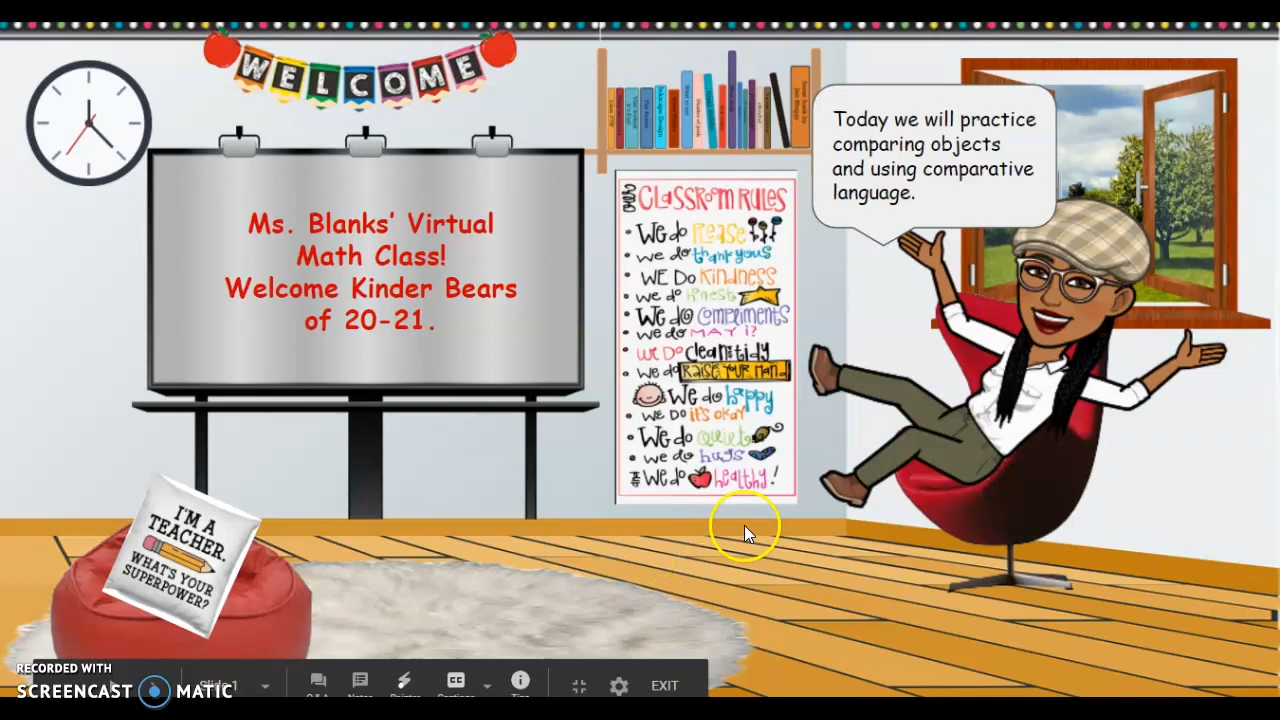 WELCOME
Today we will practice
comparing objects
and using comparative
language.
Ms. Blanks' Virtual
Math Class!
Welcome Kinder Bears
of 20-21.
CLASSROOM RULES
We do PLEASE
we do thank yous
WE DO KINDNESS
we do honest
We do COMPLIMENTS
we do MAY I?
WE DO clean & tidy
we do RAISE YOUR HAND
We do happy
WE DO it's okay
We do QUIET
we do hugs
We do healthy!
I'M A
TEACHER.
WHAT'S YOUR
SUPERPOWER?
RECORDED WITH
SCREENCAST MATIC
Slide 1
EXIT